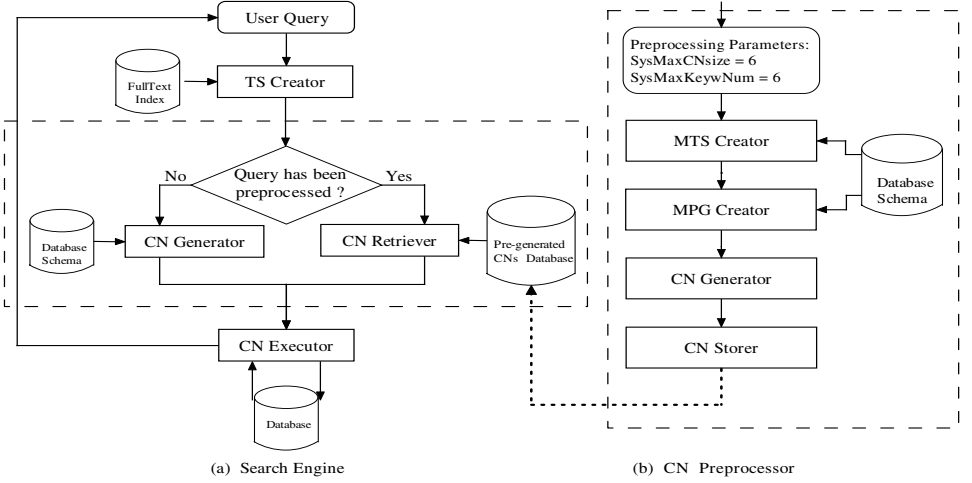 User Query
FullText
Index
TS Creator
Query has been
preprocessed ?
No
Yes
Database
Schema
CN Generator
CN Retriever
Pre-generated
CNs Database
CN Executor
Database
(a) Search Engine
Preprocessing Parameters:
SysMaxCNsize = 6
SysMaxKeywNum = 6
MTS Creator
Database
Schema
MPG Creator
CN Generator
CN Storer
(b) CN Preprocessor